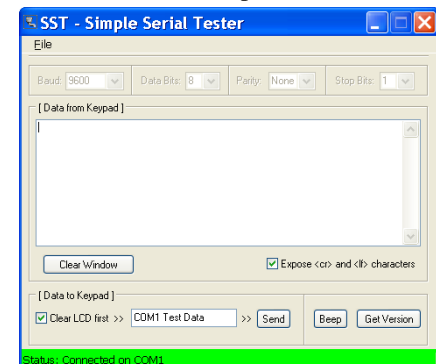 SST - Simple Serial Tester
File
Baud: 9600 Data Bits: 8 Parity: None Stop Bits: 1
[ Data from Keypad ]
Clear Window Expose <cr> and <lf> characters
[ Data to Keypad ]
Clear LCD first >> COM1 Test Data >> Send Beep Get Version
Status: Connected on COM1